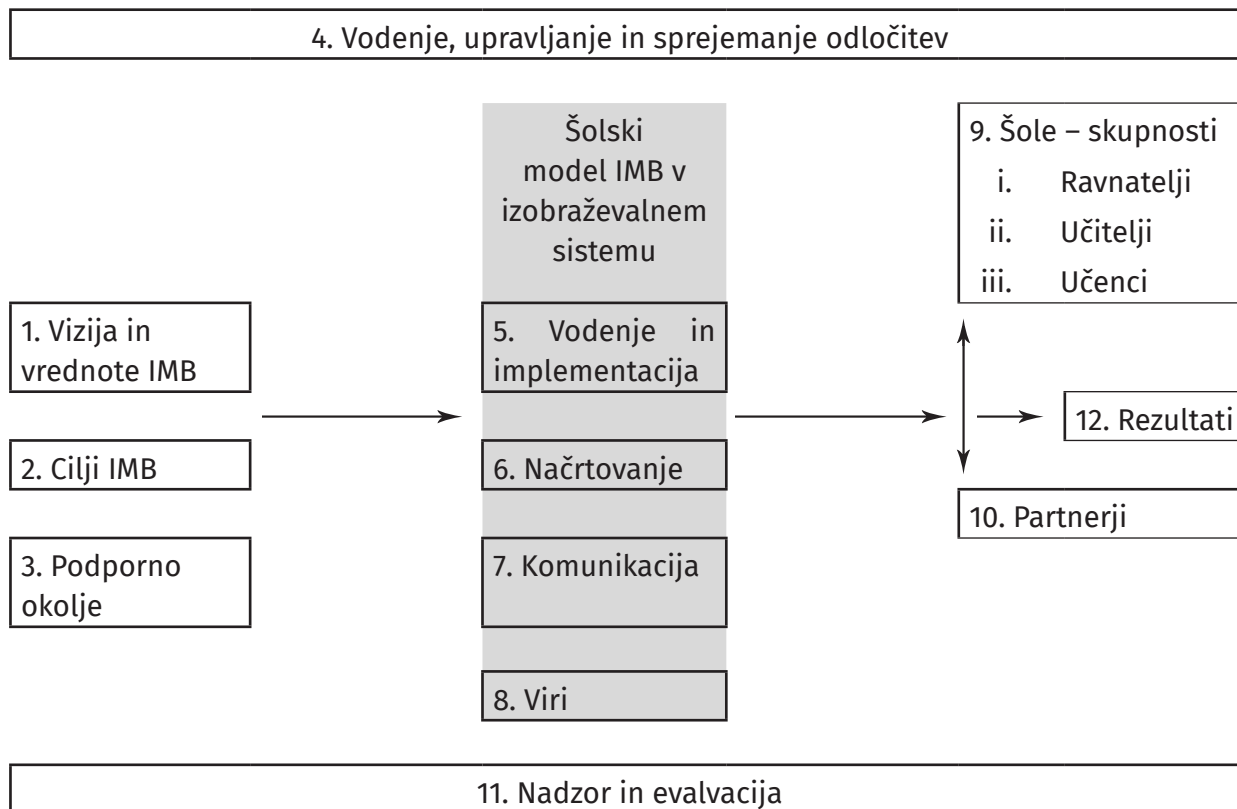 4. Vodenje, upravljanje in sprejemanje odločitev
Šolski
model IMB v
izobraževalnem
sistemu
9. Šole – skupnosti
i. Ravnatelji
ii. Učitelji
iii. Učenci
1. Vizija in
vrednote IMB
5. Vodenje in
implementacija
12. Rezultati
2. Cilji IMB
6. Načrtovanje
10. Partnerji
3. Podporno
okolje
7. Komunikacija
8. Viri
11. Nadzor in evalvacija